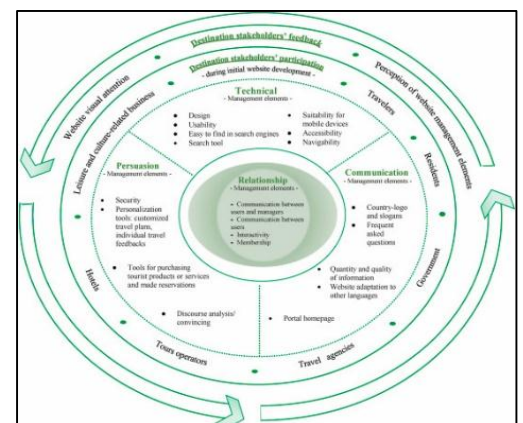 Destination stakeholders' feedback
Destination stakeholders' participation
- during initial website development -
Website visual attention
Perception of website management elements
Leisure and culture-related business
Travelers
Residents
Government
Travel agencies
Tours operators
Hotels
Technical
- Management elements -
● Design
● Usability
● Easy to find in search engines
● Search tool
● Suitability for
mobile devices
● Accessibility
● Navigability
Persuasion
- Management elements -
● Security
● Personalization
tools: customized
travel plans,
individual travel
feedbacks
● Tools for purchasing
tourist products or services
and made reservations
● Discourse analysis/
convincing
Relationship
- Management elements -
- Communication between
users and managers
- Communication between
users
- Interactivity
- Membership
Communication
- Management elements -
● Country-logo
and slogans
● Frequent
asked
questions
● Quantity and quality
of information
● Website adaptation to
other languages
● Portal homepage